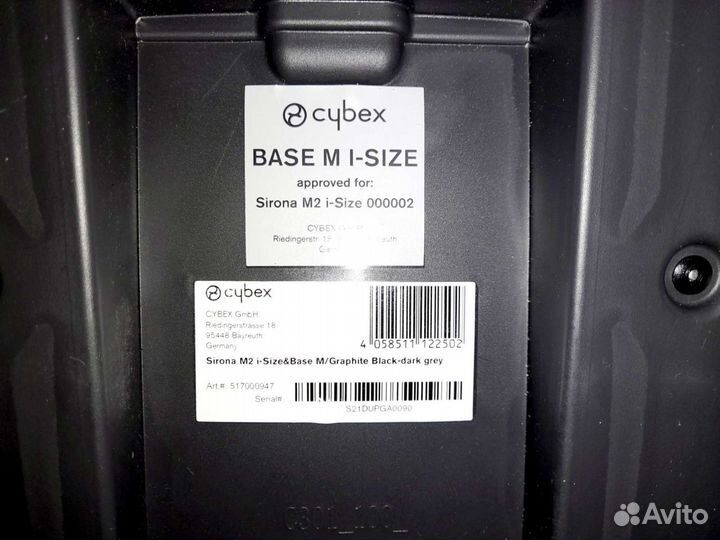 cybex
BASE M I-SIZE
approved for:
Sirona M2 i-Size 000002
CYBEX
Riedingerstr.
cybex
CYBEX GmbH
Riedingerstrasse 18
95448 Bayreuth
Germany
4 058511 122502
Sirona M2 i-Size&Base M/Graphite Black-dark grey
Art.#: 517000947
Serial#:
S21DUPGA0090
Avito